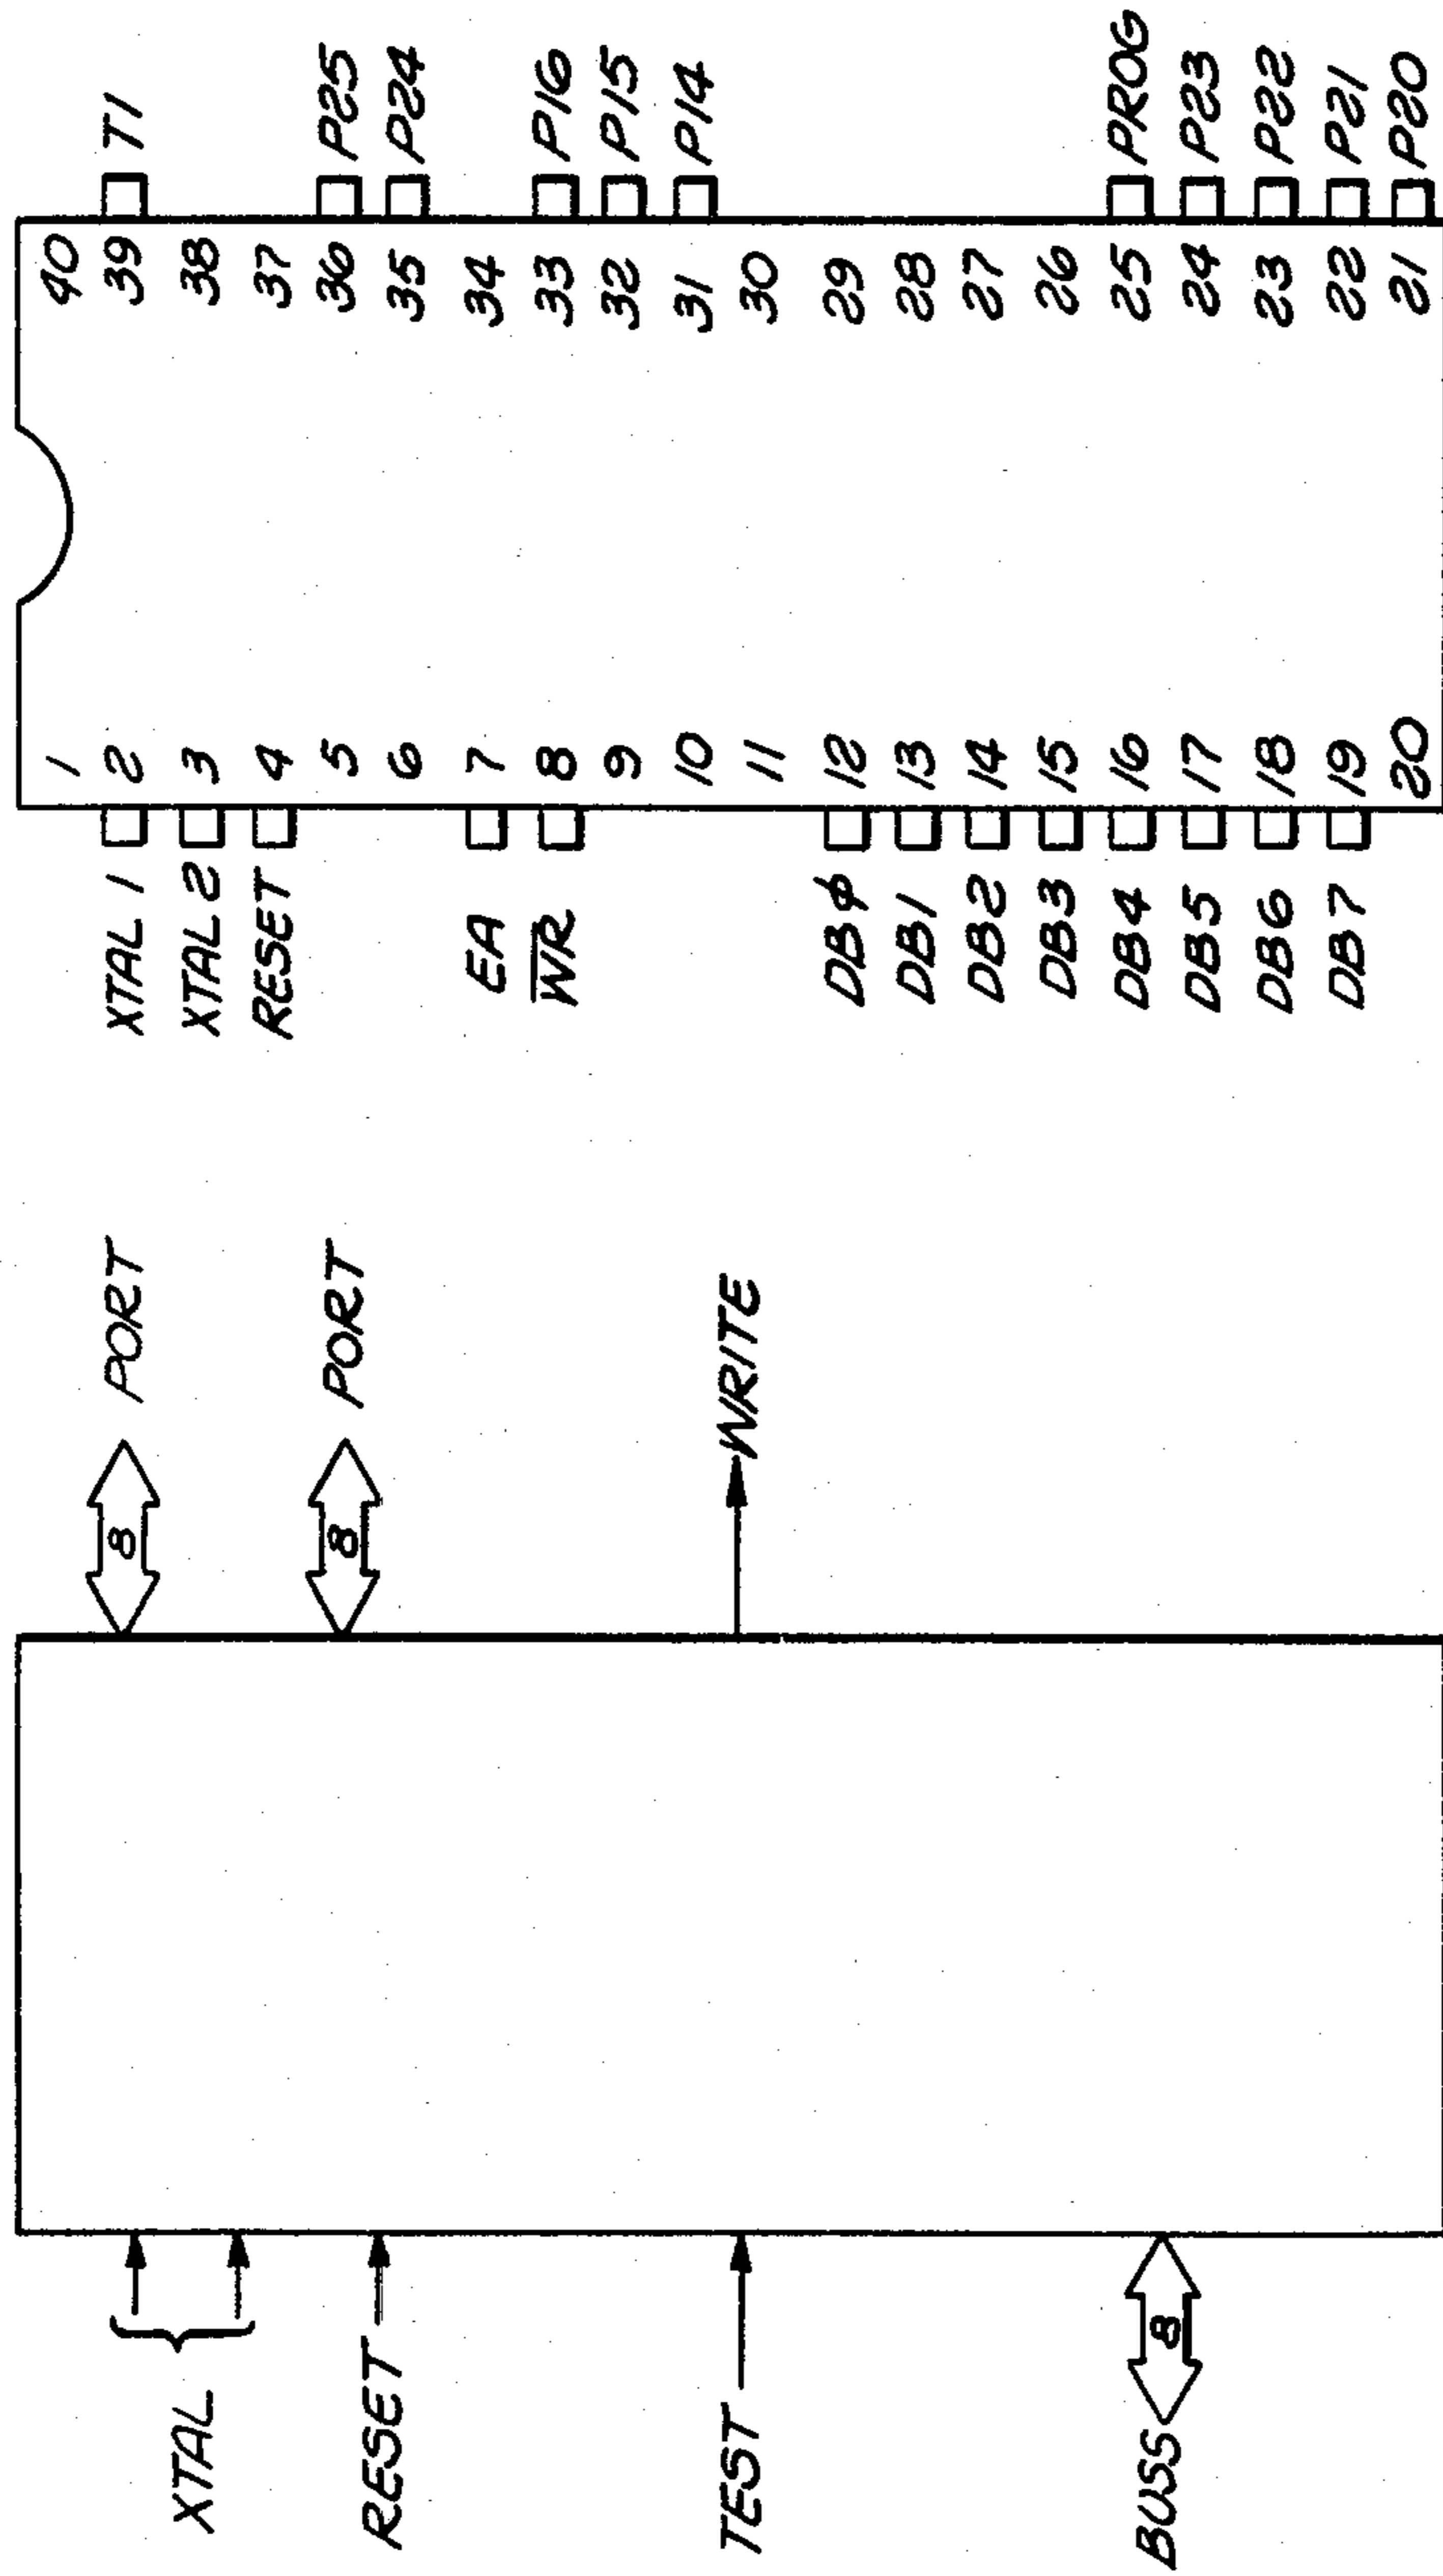 XTAL
RESET
TEST
BUSS
8
8
PORT
8
PORT
WRITE
1 40
XTAL 1 2 39 T1
XTAL 2 3 38
RESET 4 37
5 36 P25
6 35 P24
EA 7 34
W̅R̅ 8 33 P16
9 32 P15
10 31 P14
11 30
DBϕ 12 29
DB1 13 28
DB2 14 27
DB3 15 26
DB4 16 25 PROG
DB5 17 24 P23
DB6 18 23 P22
DB7 19 22 P21
20 21 P20